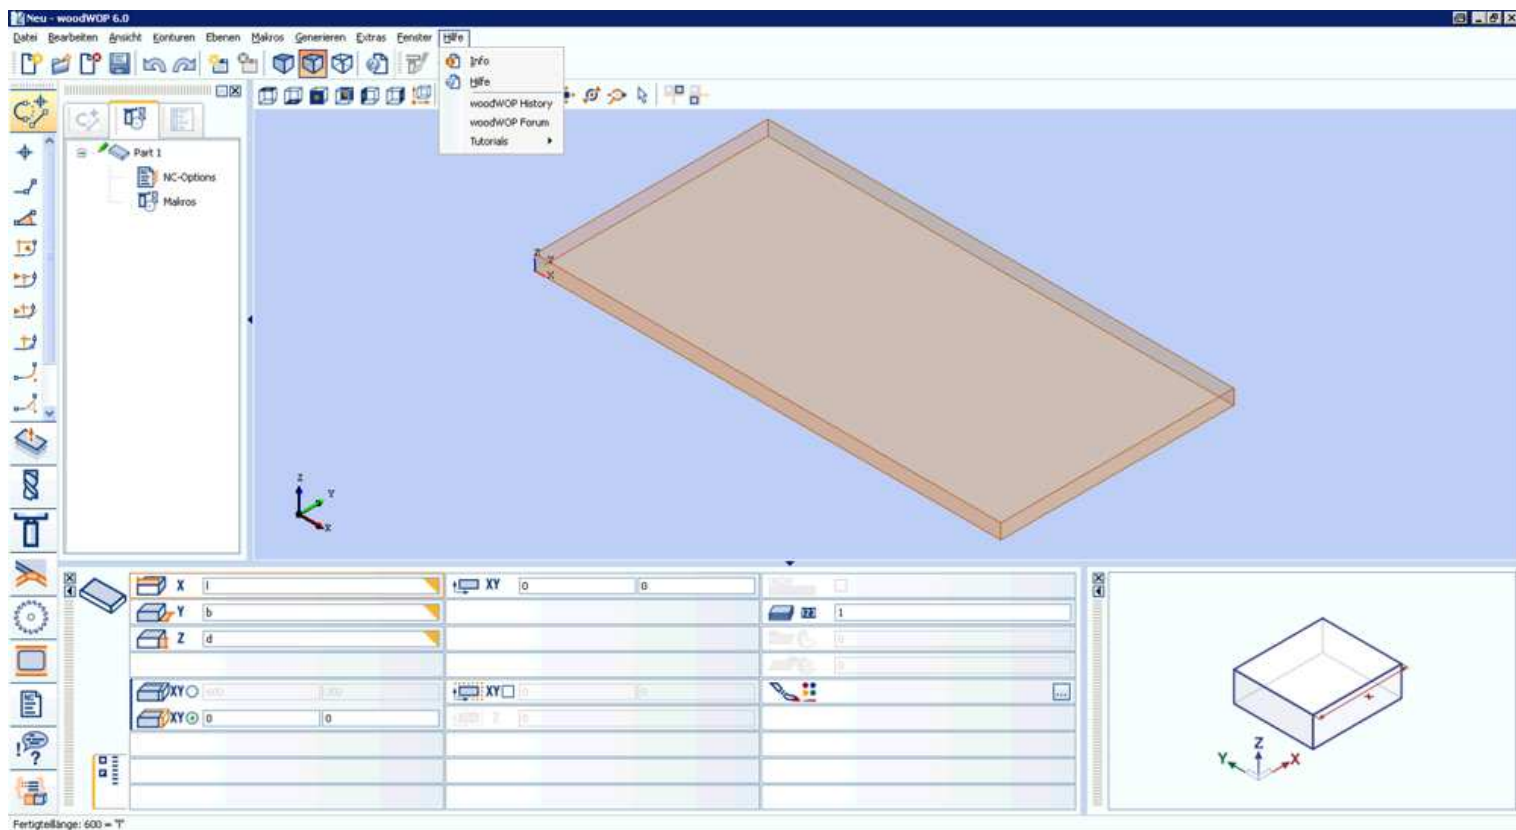 Neu - woodWOP 6.0
Datei Bearbeiten Ansicht Konturen Ebenen Makros Generieren Extras Fenster Hilfe
Info
Hilfe
woodWOP History
woodWOP Forum
Tutorials
Part 1
NC-Options
Makros
Z
Y
X
Z
Y
X
X l XY 0 0
Y b 1
Z d
XY XY
XY 0 0 Z
X
Z
Y X
Fertigteillänge: 600 = "l"